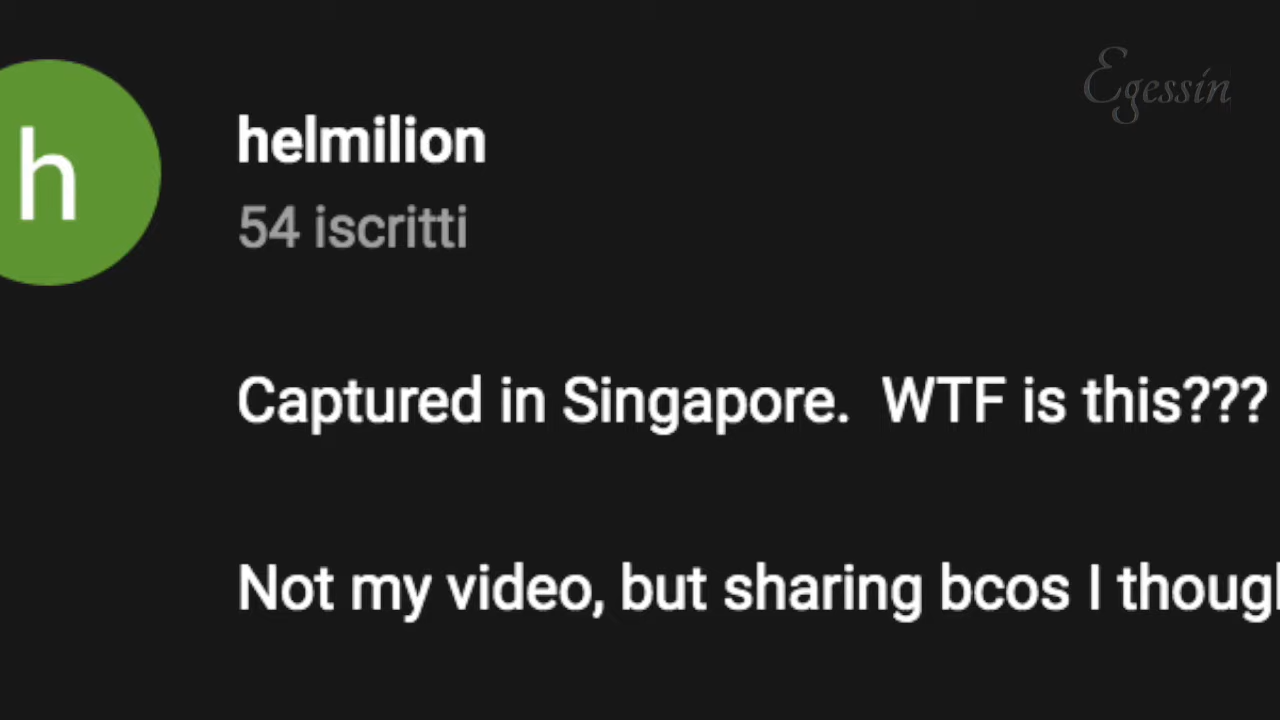 Egessin
h
helmilion
54 iscritti
Captured in Singapore.  WTF is this???
Not my video, but sharing bcos I